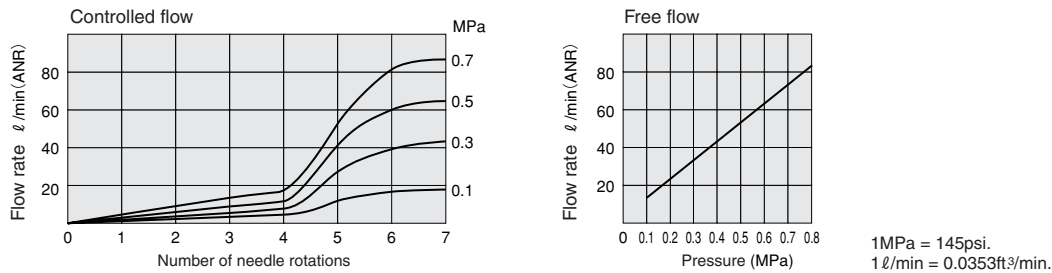 Controlled flow
MPa
Flow rate ℓ/min(ANR)
80
60
40
20
0.7
0.5
0.3
0.1
0 1 2 3 4 5 6 7
Number of needle rotations
Free flow
Flow rate ℓ/min(ANR)
80
60
40
20
0 0.1 0.2 0.3 0.4 0.5 0.6 0.7 0.8
Pressure (MPa)
1MPa = 145psi.
1ℓ/min = 0.0353ft³/min.